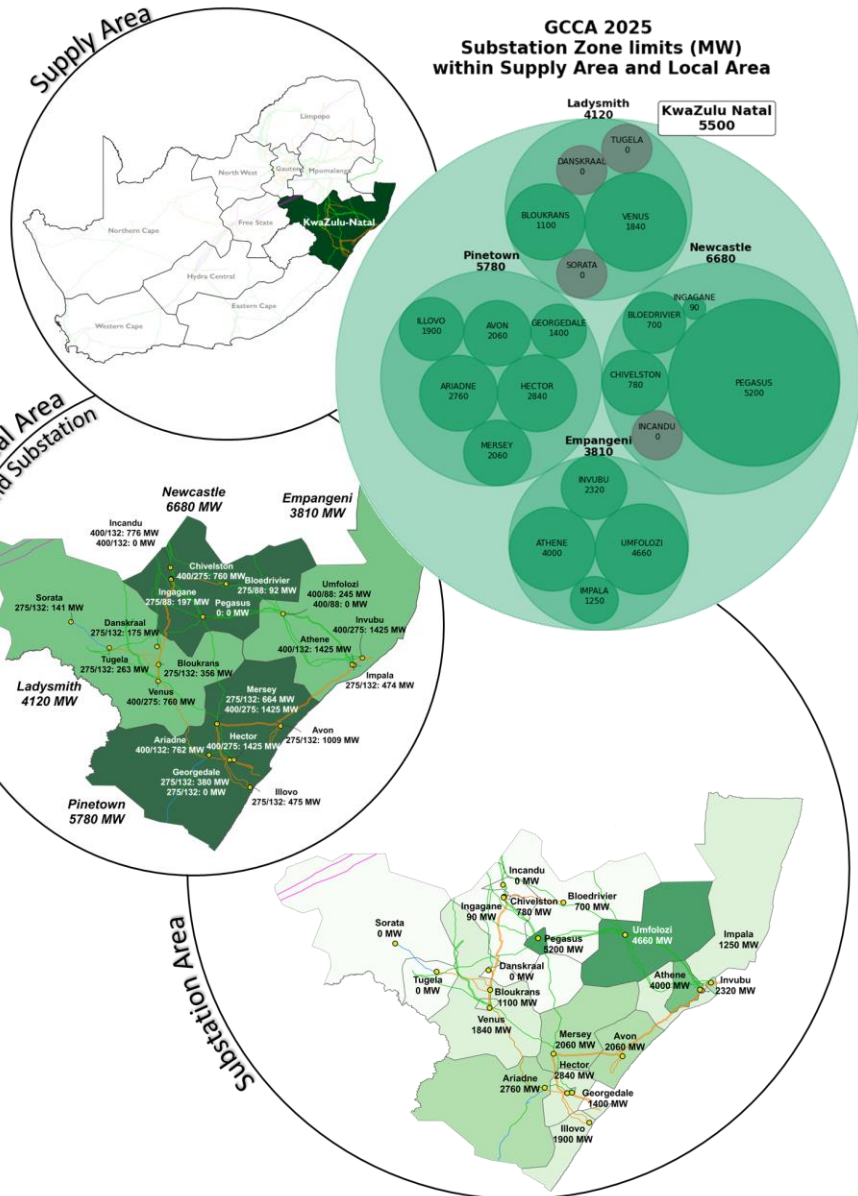 Supply Area
GCCA 2025
Substation Zone limits (MW)
within Supply Area and Local Area
Limpopo
North West
Gauteng
Mpumalanga
Free State
KwaZulu-Natal
Northern Cape
Hydra Central
Eastern Cape
Western Cape
KwaZulu Natal
5500
Ladysmith
4120
TUGELA
0
DANSKRAAL
0
BLOUKRANS
1100
VENUS
1840
SORATA
0
Pinetown
5780
ILLOVO
1900
AVON
2060
GEORGEDALE
1400
ARIADNE
2760
HECTOR
2840
MERSEY
2060
Newcastle
6680
INGAGANE
90
BLOEDRIVIER
700
CHIVELSTON
780
PEGASUS
5200
INCANDU
0
Empangeni
3810
INVUBU
2320
ATHENE
4000
UMFOLOZI
4660
IMPALA
1250
al Area
nd Substation
Newcastle
6680 MW
Empangeni
3810 MW
Incandu
400/132: 776 MW
400/132: 0 MW
Chivelston
400/275: 760 MW
Bloedrivier
275/88: 92 MW
Ingagane
275/88: 197 MW
Pegasus
0: 0 MW
Umfolozi
400/88: 245 MW
400/88: 0 MW
Invubu
400/275: 1425 MW
Athene
400/132: 1425 MW
Impala
275/132: 474 MW
Sorata
275/132: 141 MW
Danskraal
275/132: 175 MW
Tugela
275/132: 263 MW
Bloukrans
275/132: 356 MW
Ladysmith
4120 MW
Venus
400/275: 760 MW
Mersey
275/132: 664 MW
400/275: 1425 MW
Ariadne
400/132: 762 MW
Hector
400/275: 1425 MW
Avon
275/132: 1009 MW
Georgedale
275/132: 380 MW
275/132: 0 MW
Illovo
275/132: 475 MW
Pinetown
5780 MW
Substation Area
Incandu
0 MW
Ingagane
90 MW
Chivelston
780 MW
Bloedrivier
700 MW
Sorata
0 MW
Pegasus
5200 MW
Umfolozi
4660 MW
Impala
1250 MW
Danskraal
0 MW
Tugela
0 MW
Bloukrans
1100 MW
Athene
4000 MW
Invubu
2320 MW
Venus
1840 MW
Mersey
2060 MW
Avon
2060 MW
Hector
2840 MW
Ariadne
2760 MW
Georgedale
1400 MW
Illovo
1900 MW